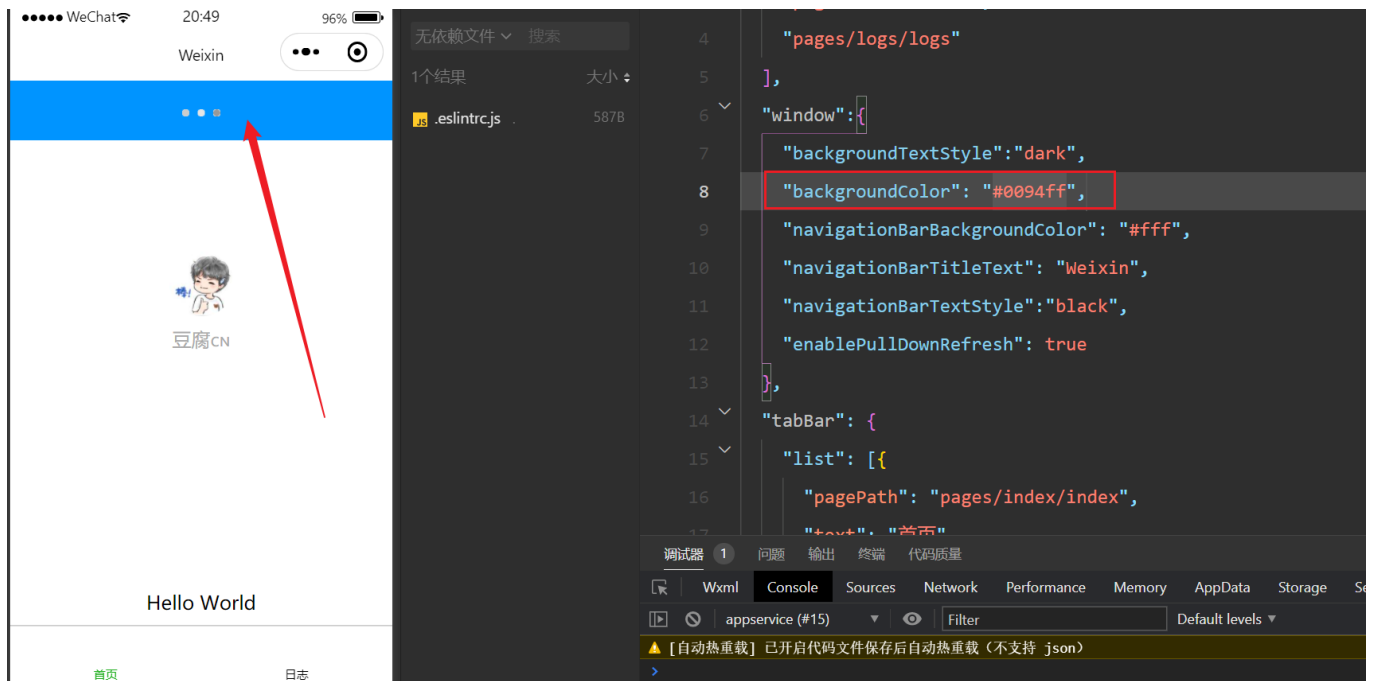 WeChat 20:49 96%
Weixin
豆腐CN
Hello World
首页 日志
无依赖文件 搜索
1个结果 大小
JS .eslintrc.js . 587B
4 "pages/logs/logs"
5 ],
6 "window":{
7 "backgroundTextStyle":"dark",
8 "backgroundColor": "#0094ff",
9 "navigationBarBackgroundColor": "#fff",
10 "navigationBarTitleText": "Weixin",
11 "navigationBarTextStyle":"black",
12 "enablePullDownRefresh": true
13 },
14 "tabBar": {
15 "list": [{
16 "pagePath": "pages/index/index",
17 "text": "首页"
调试器 1 问题 输出 终端 代码质量
Wxml Console Sources Network Performance Memory AppData Storage Se
appservice (#15) Filter Default levels
[自动热重载] 已开启代码文件保存后自动热重载（不支持 json）